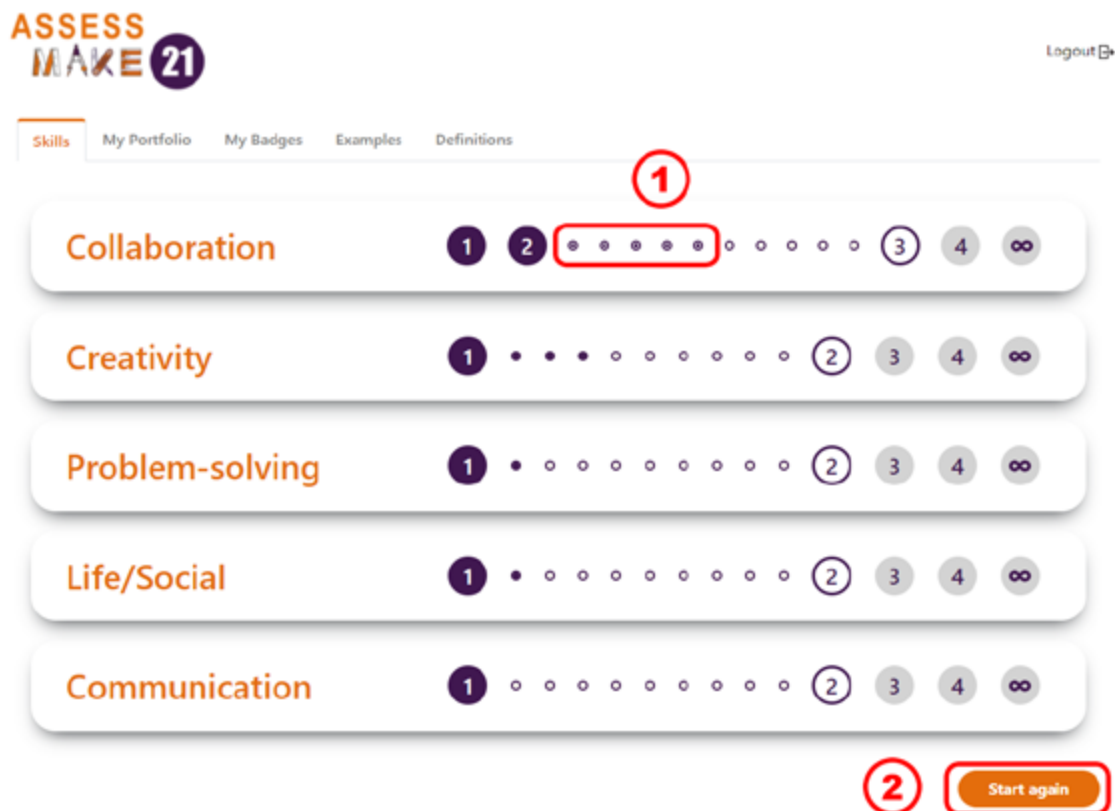 ASSESS
MAKE 21
Logout
Skills My Portfolio My Badges Examples Definitions
1
Collaboration 1 2 3 4 ∞
Creativity 1 2 3 4 ∞
Problem-solving 1 2 3 4 ∞
Life/Social 1 2 3 4 ∞
Communication 1 2 3 4 ∞
2 Start again